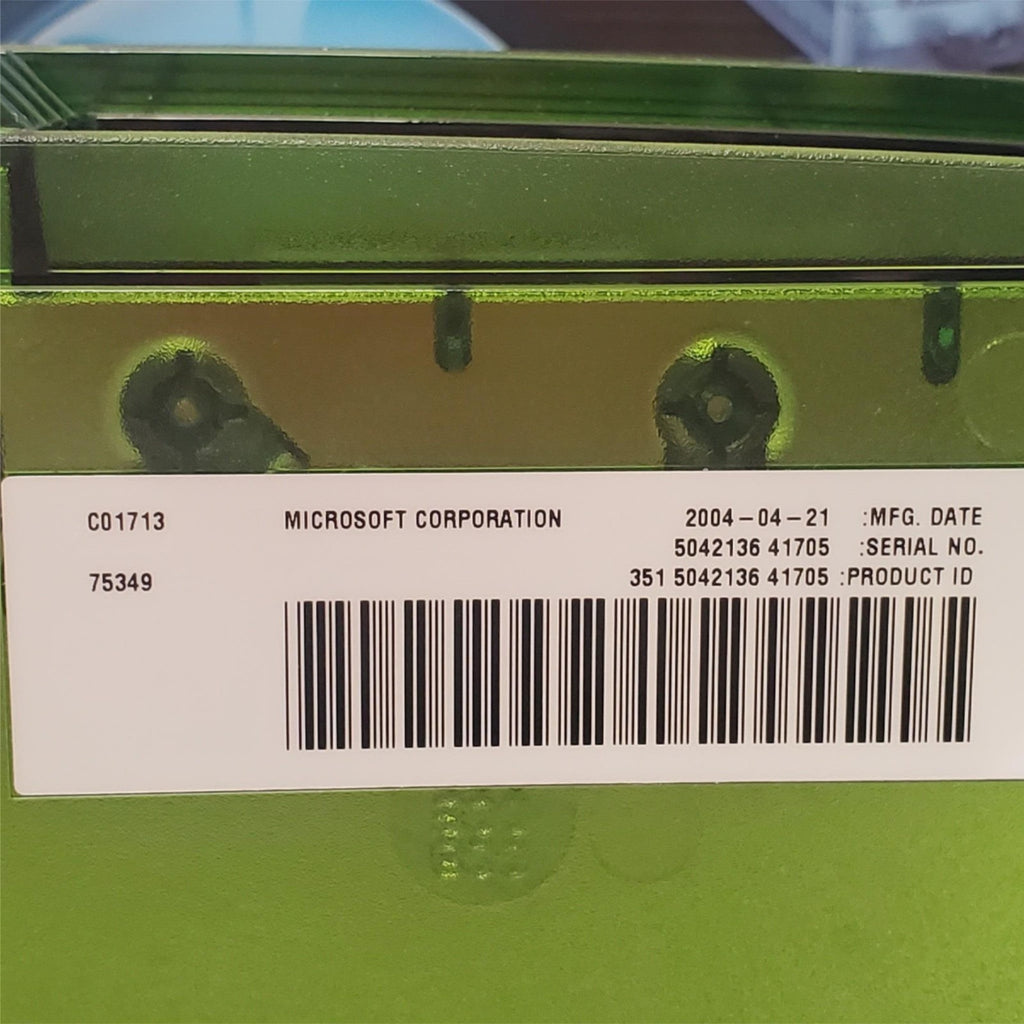 C01713 MICROSOFT CORPORATION 2004-04-21 :MFG. DATE
5042136 41705 :SERIAL NO.
75349 351 5042136 41705 :PRODUCT ID